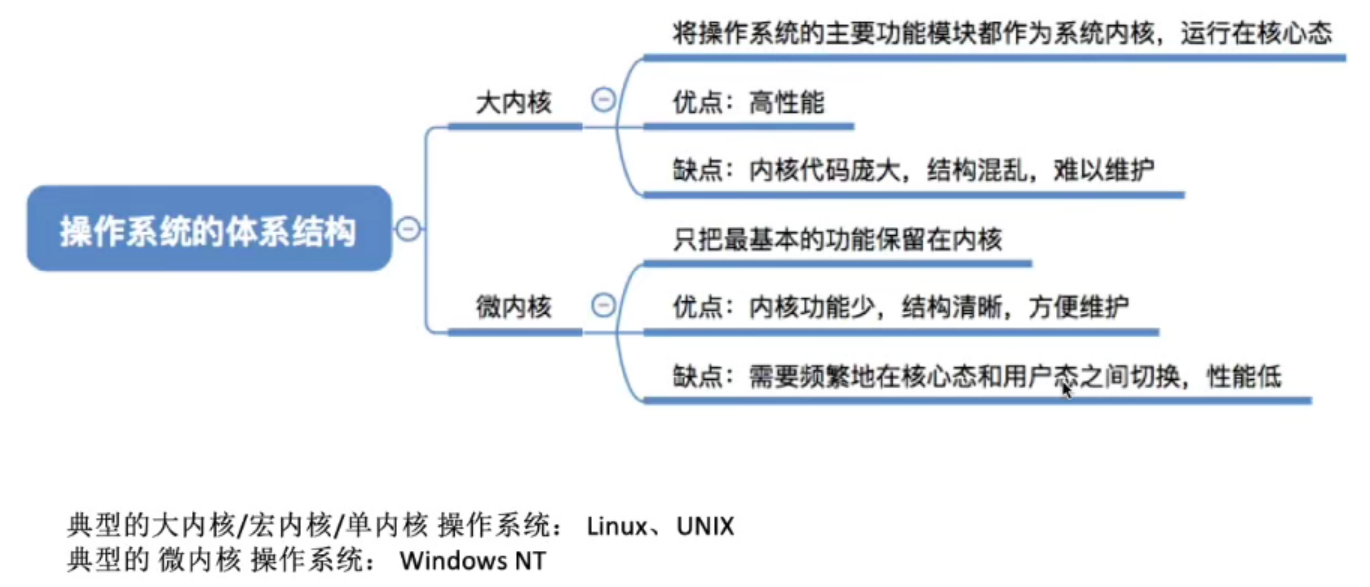 操作系统的体系结构
大内核
将操作系统的主要功能模块都作为系统内核，运行在核心态
优点：高性能
缺点：内核代码庞大，结构混乱，难以维护
微内核
只把最基本的功能保留在内核
优点：内核功能少，结构清晰，方便维护
缺点：需要频繁地在核心态和用户态之间切换，性能低
典型的大内核/宏内核/单内核 操作系统： Linux、UNIX
典型的 微内核 操作系统： Windows NT